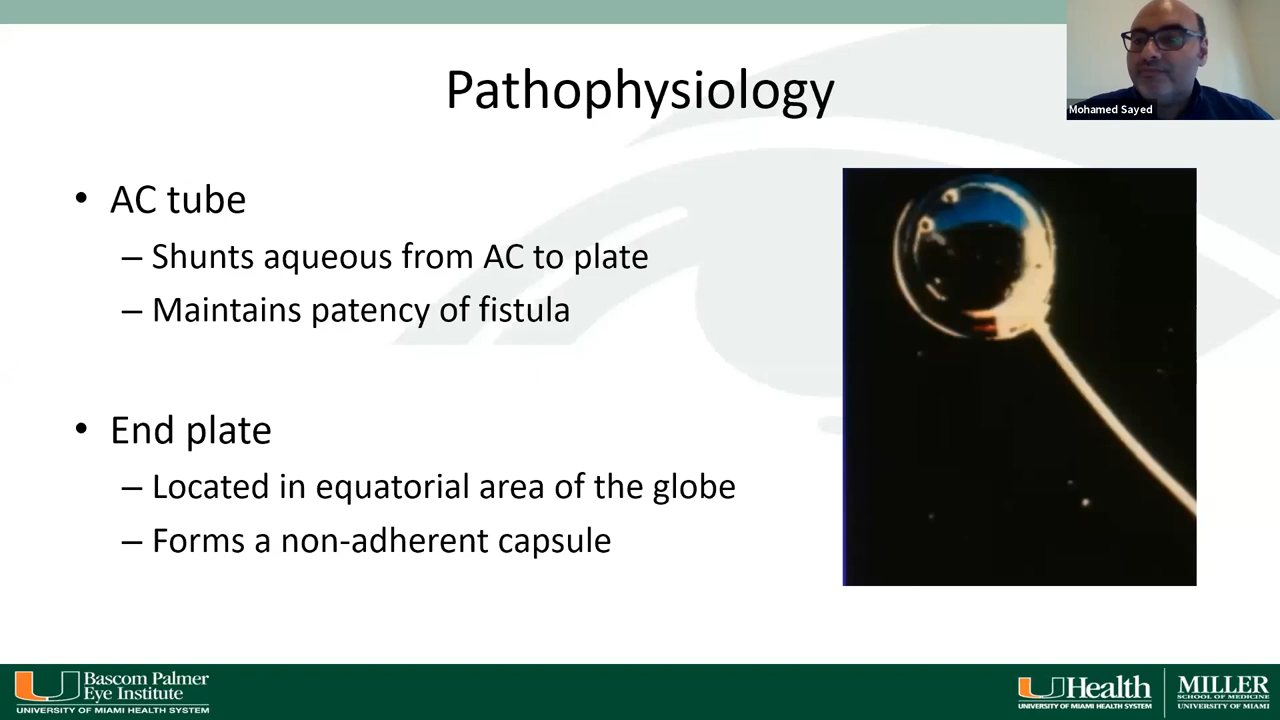 Pathophysiology
Mohamed Sayed
• AC tube
– Shunts aqueous from AC to plate
– Maintains patency of fistula
• End plate
– Located in equatorial area of the globe
– Forms a non-adherent capsule
Bascom Palmer
Eye Institute
UNIVERSITY OF MIAMI HEALTH SYSTEM
UHealth
UNIVERSITY OF MIAMI HEALTH SYSTEM
MILLER
SCHOOL OF MEDICINE
UNIVERSITY OF MIAMI